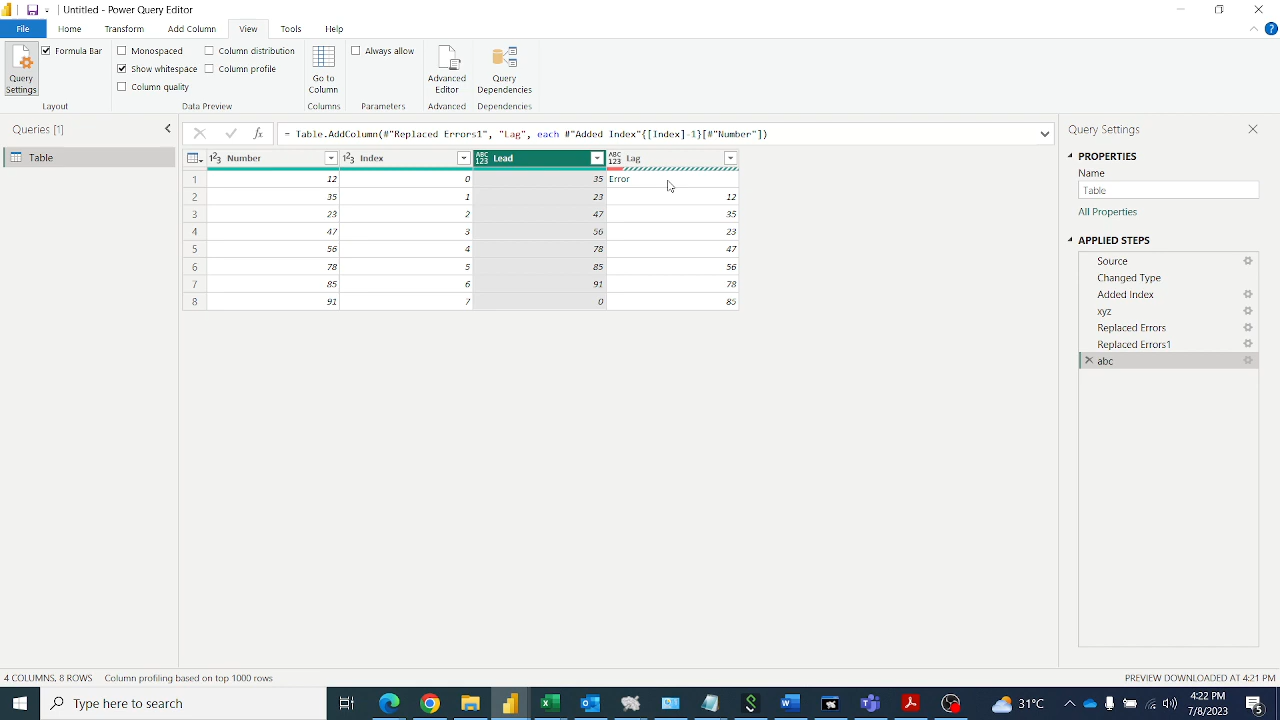 Untitled - Power Query Editor
File Home Transform Add Column View Tools Help
Query Settings
Formula Bar
Layout
Monospaced Column distribution
Show whitespace Column profile
Column quality
Data Preview
Go to Column
Columns
Always allow
Parameters
Advanced Editor
Advanced
Query Dependencies
Dependencies
Queries [1]
Table
= Table.AddColumn(#"Replaced Errors1", "Lag", each #"Added Index"{[Index]-1}[#"Number"])
1²3 Number 1²3 Index ABC 123 Lead ABC 123 Lag
1 12 0 35 Error
2 35 1 23 12
3 23 2 47 35
4 47 3 56 23
5 56 4 78 47
6 78 5 85 56
7 85 6 91 78
8 91 7 0 85
Query Settings
PROPERTIES
Name
Table
All Properties
APPLIED STEPS
Source
Changed Type
Added Index
xyz
Replaced Errors
Replaced Errors1
abc
4 COLUMNS, 8 ROWS Column profiling based on top 1000 rows
PREVIEW DOWNLOADED AT 4:21 PM
Type here to search
31°C
4:22 PM
7/8/2023